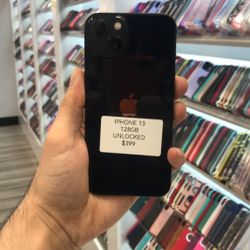 IPHONE 13
128GB
UNLOCKED
$399